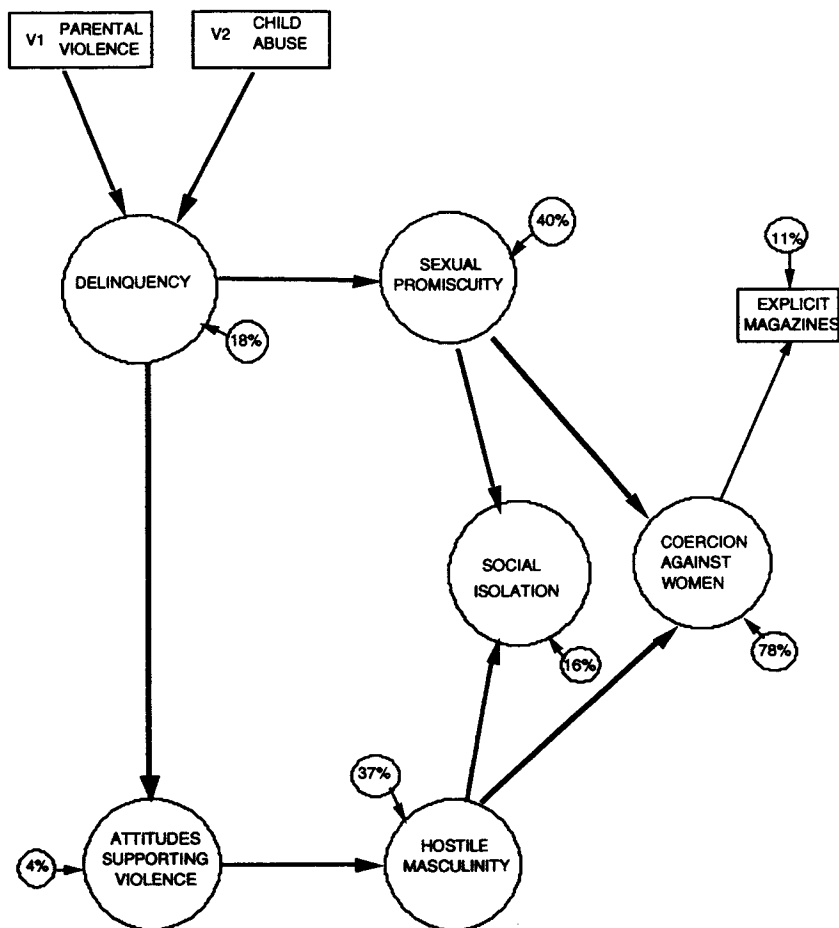 V1 PARENTAL
VIOLENCE
V2 CHILD
ABUSE
DELINQUENCY
18%
SEXUAL
PROMISCUITY
40%
11%
EXPLICIT
MAGAZINES
SOCIAL
ISOLATION
16%
COERCION
AGAINST
WOMEN
78%
37%
4%
ATTITUDES
SUPPORTING
VIOLENCE
HOSTILE
MASCULINITY